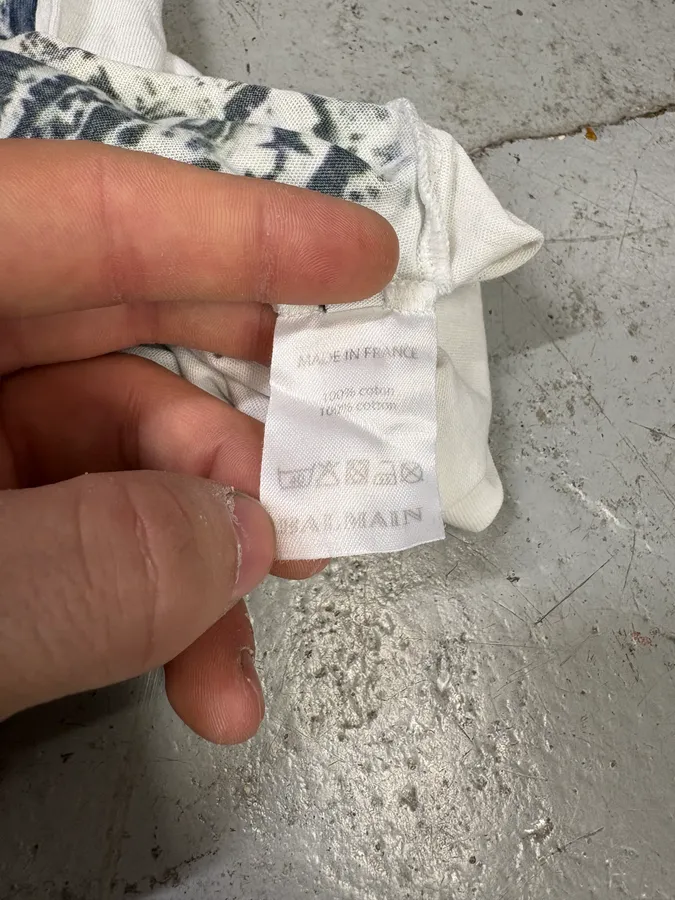 MADE IN FRANCE
100% coton
100% cotton
BALMAIN